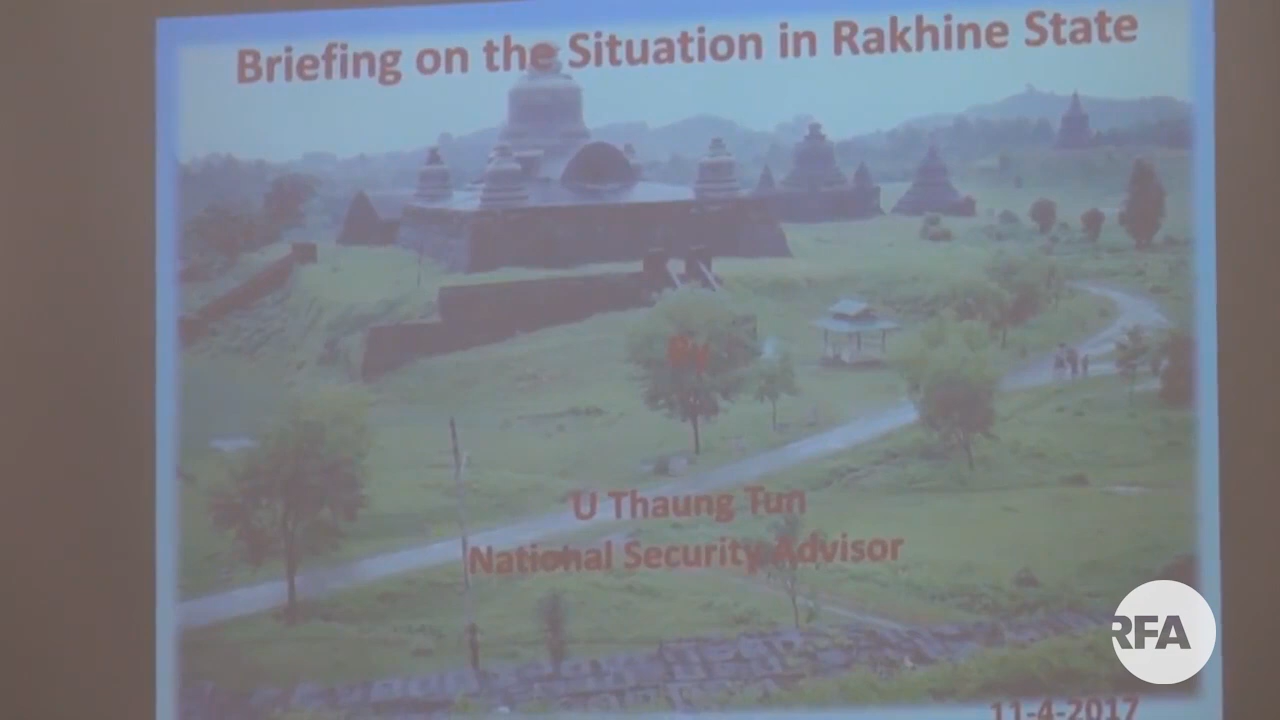 Briefing on the Situation in Rakhine State
By
U Thaung Tun
National Security Advisor
11-4-2017
RFA